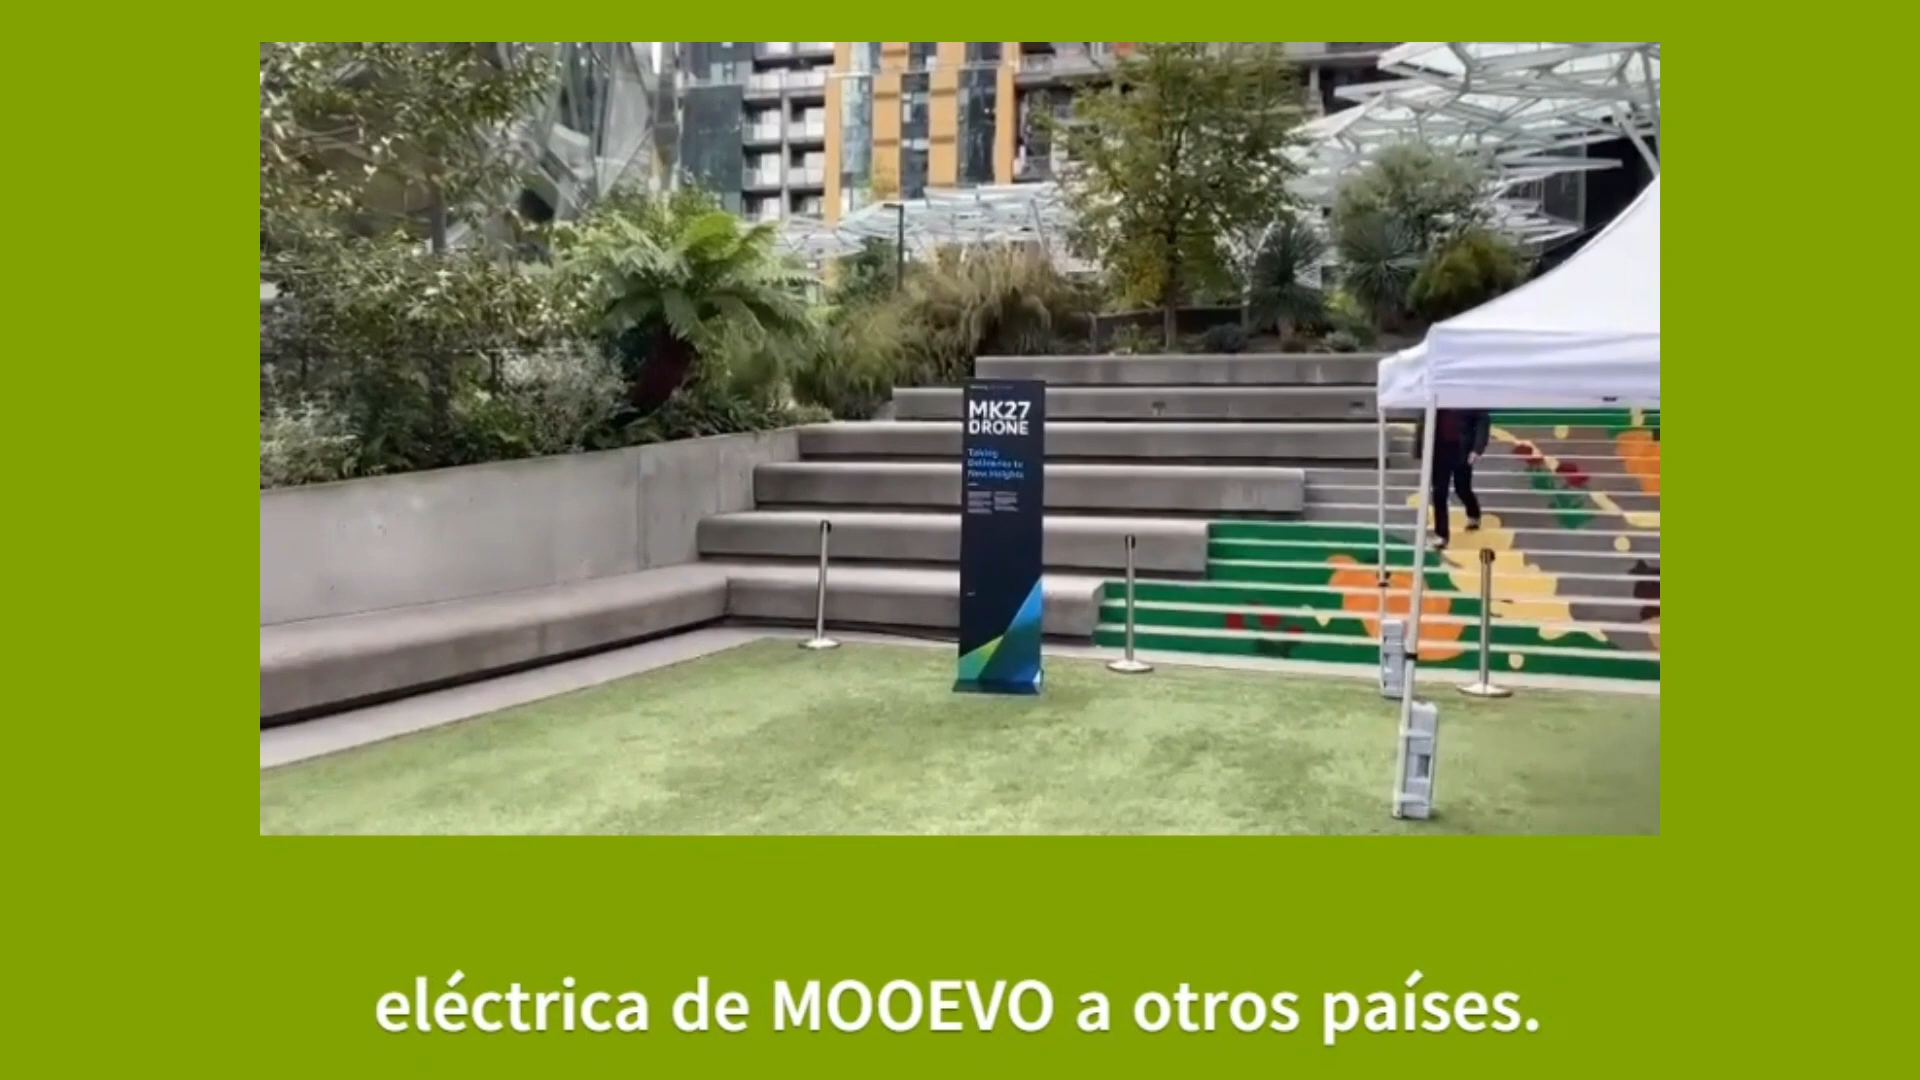 MK27
DRONE
Taking
Deliveries to
New Heights
eléctrica de MOOEVO a otros países.